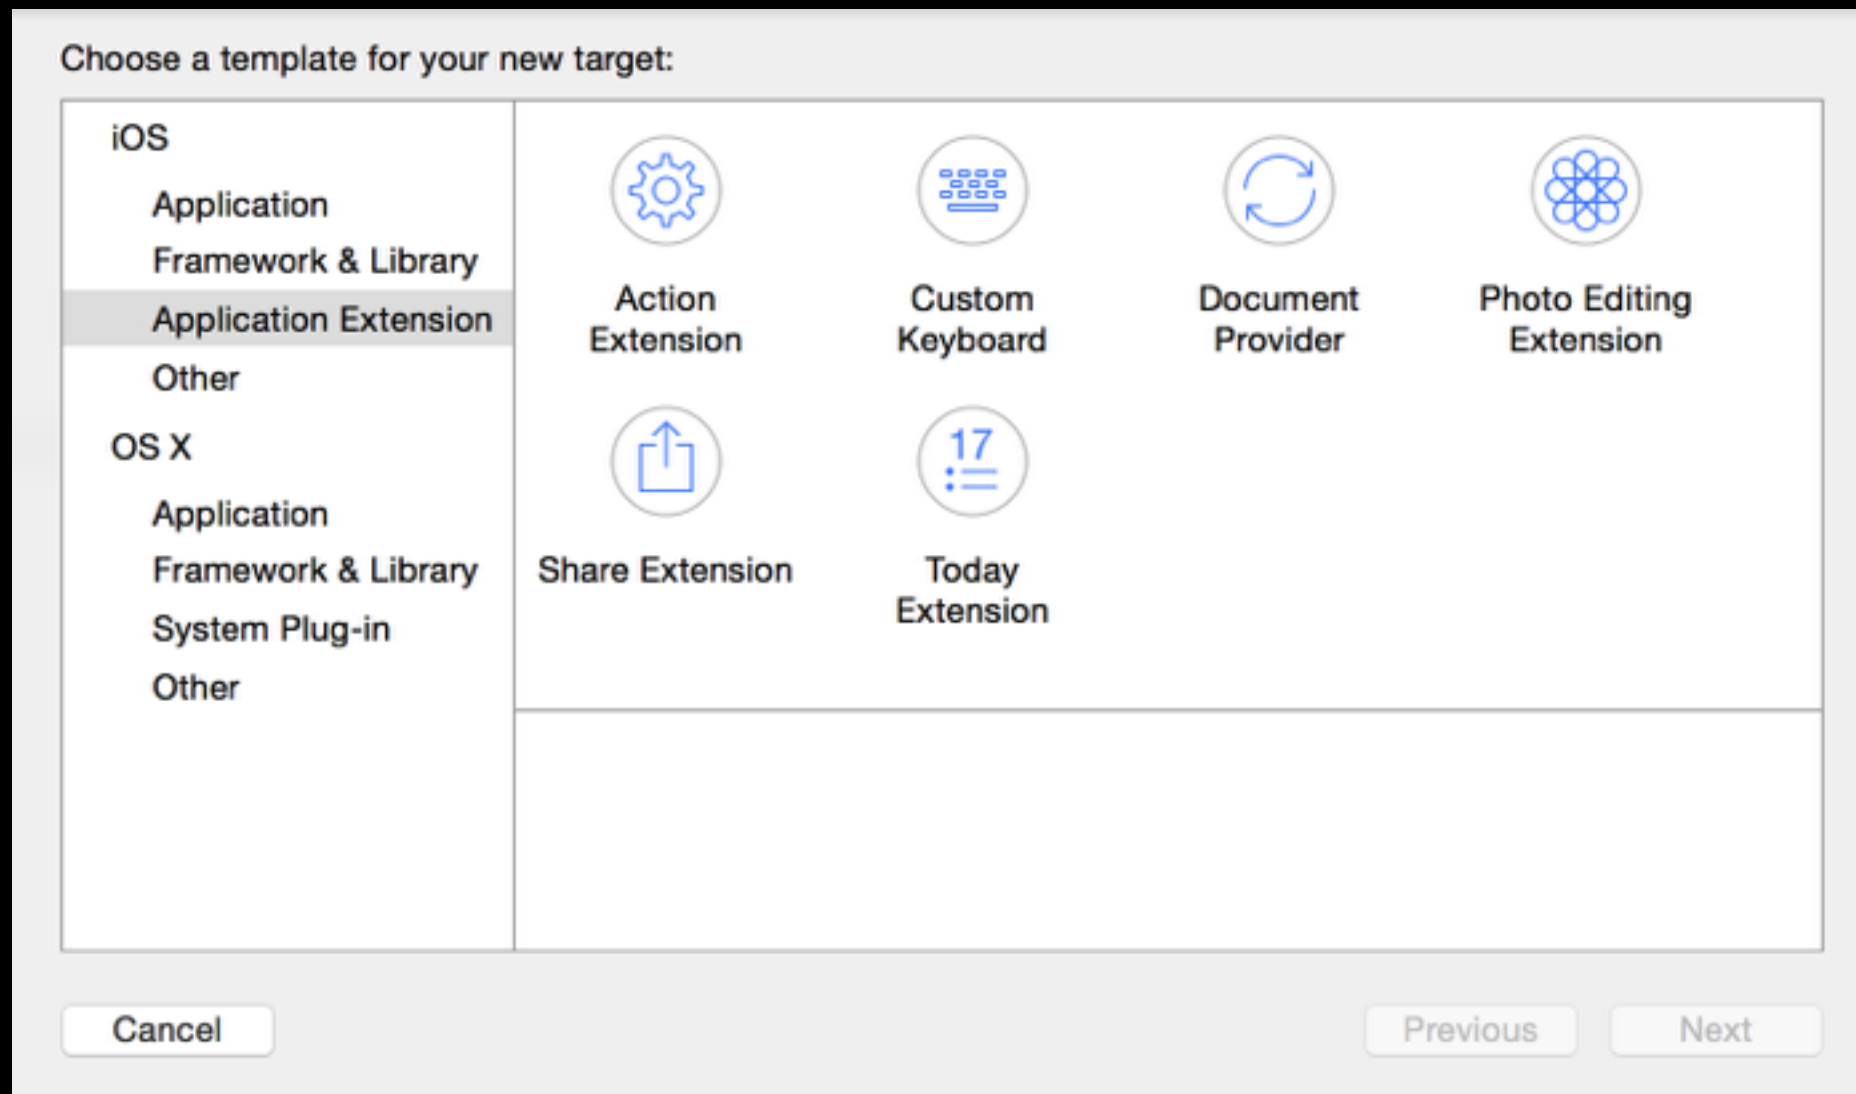 Choose a template for your new target:
iOS
Application
Framework & Library
Application Extension
Other
OS X
Application
Framework & Library
System Plug-in
Other
Action
Extension
Custom
Keyboard
Document
Provider
Photo Editing
Extension
Share Extension
17
Today
Extension
Cancel
Previous
Next